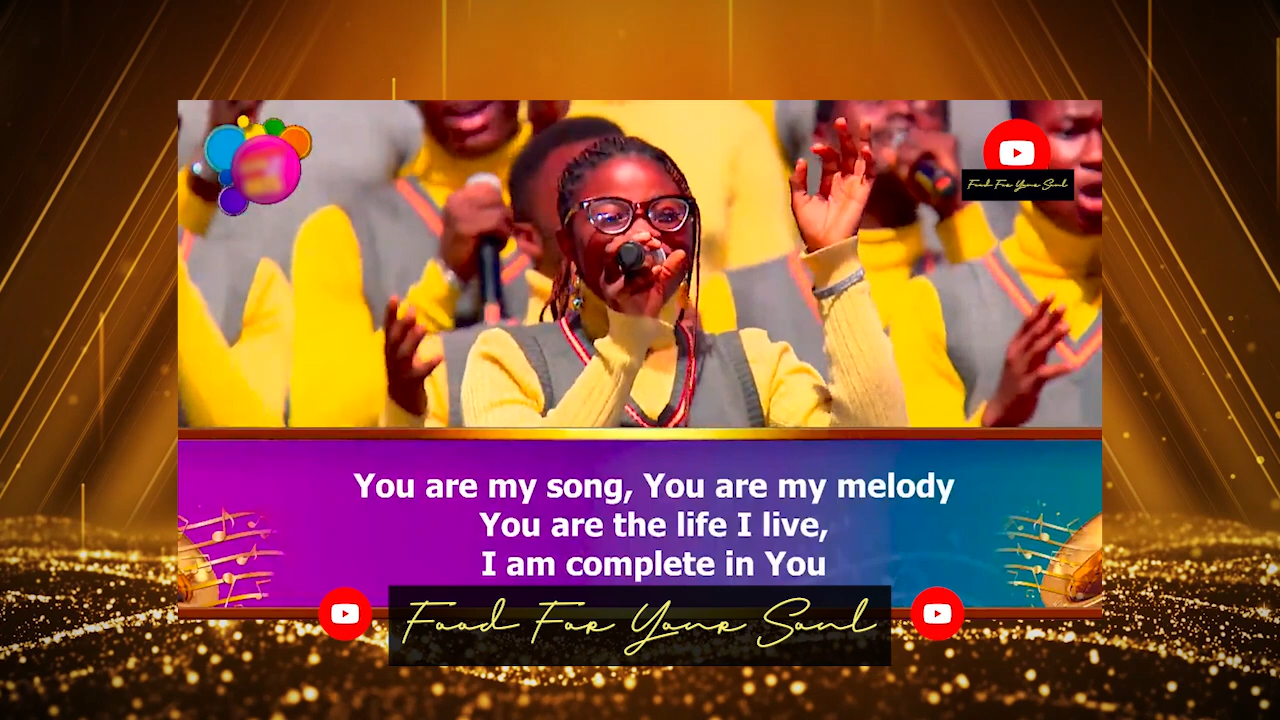 Food For Your Soul
You are my song, You are my melody
You are the life I live,
I am complete in You
Food For Your Soul